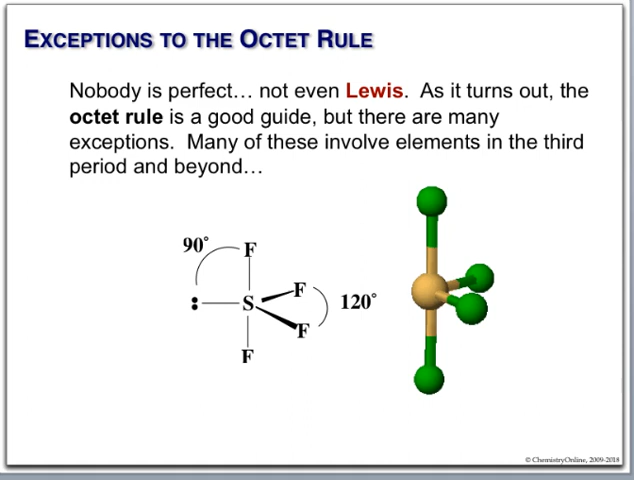 EXCEPTIONS TO THE OCTET RULE
Nobody is perfect… not even Lewis. As it turns out, the
octet rule is a good guide, but there are many
exceptions. Many of these involve elements in the third
period and beyond…
90°
F
F
: S
120°
F
F
© ChemistryOnline, 2009-2018